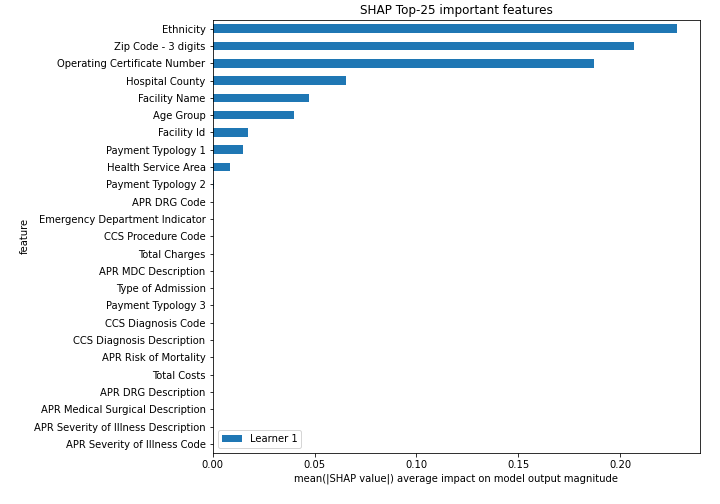 SHAP Top-25 important features
Ethnicity
Zip Code - 3 digits
Operating Certificate Number
Hospital County
Facility Name
Age Group
Facility Id
Payment Typology 1
Health Service Area
Payment Typology 2
APR DRG Code
Emergency Department Indicator
CCS Procedure Code
Total Charges
APR MDC Description
Type of Admission
Payment Typology 3
CCS Diagnosis Code
CCS Diagnosis Description
APR Risk of Mortality
Total Costs
APR DRG Description
APR Medical Surgical Description
APR Severity of Illness Description
APR Severity of Illness Code
feature
Learner 1
0.00 0.05 0.10 0.15 0.20
mean(|SHAP value|) average impact on model output magnitude